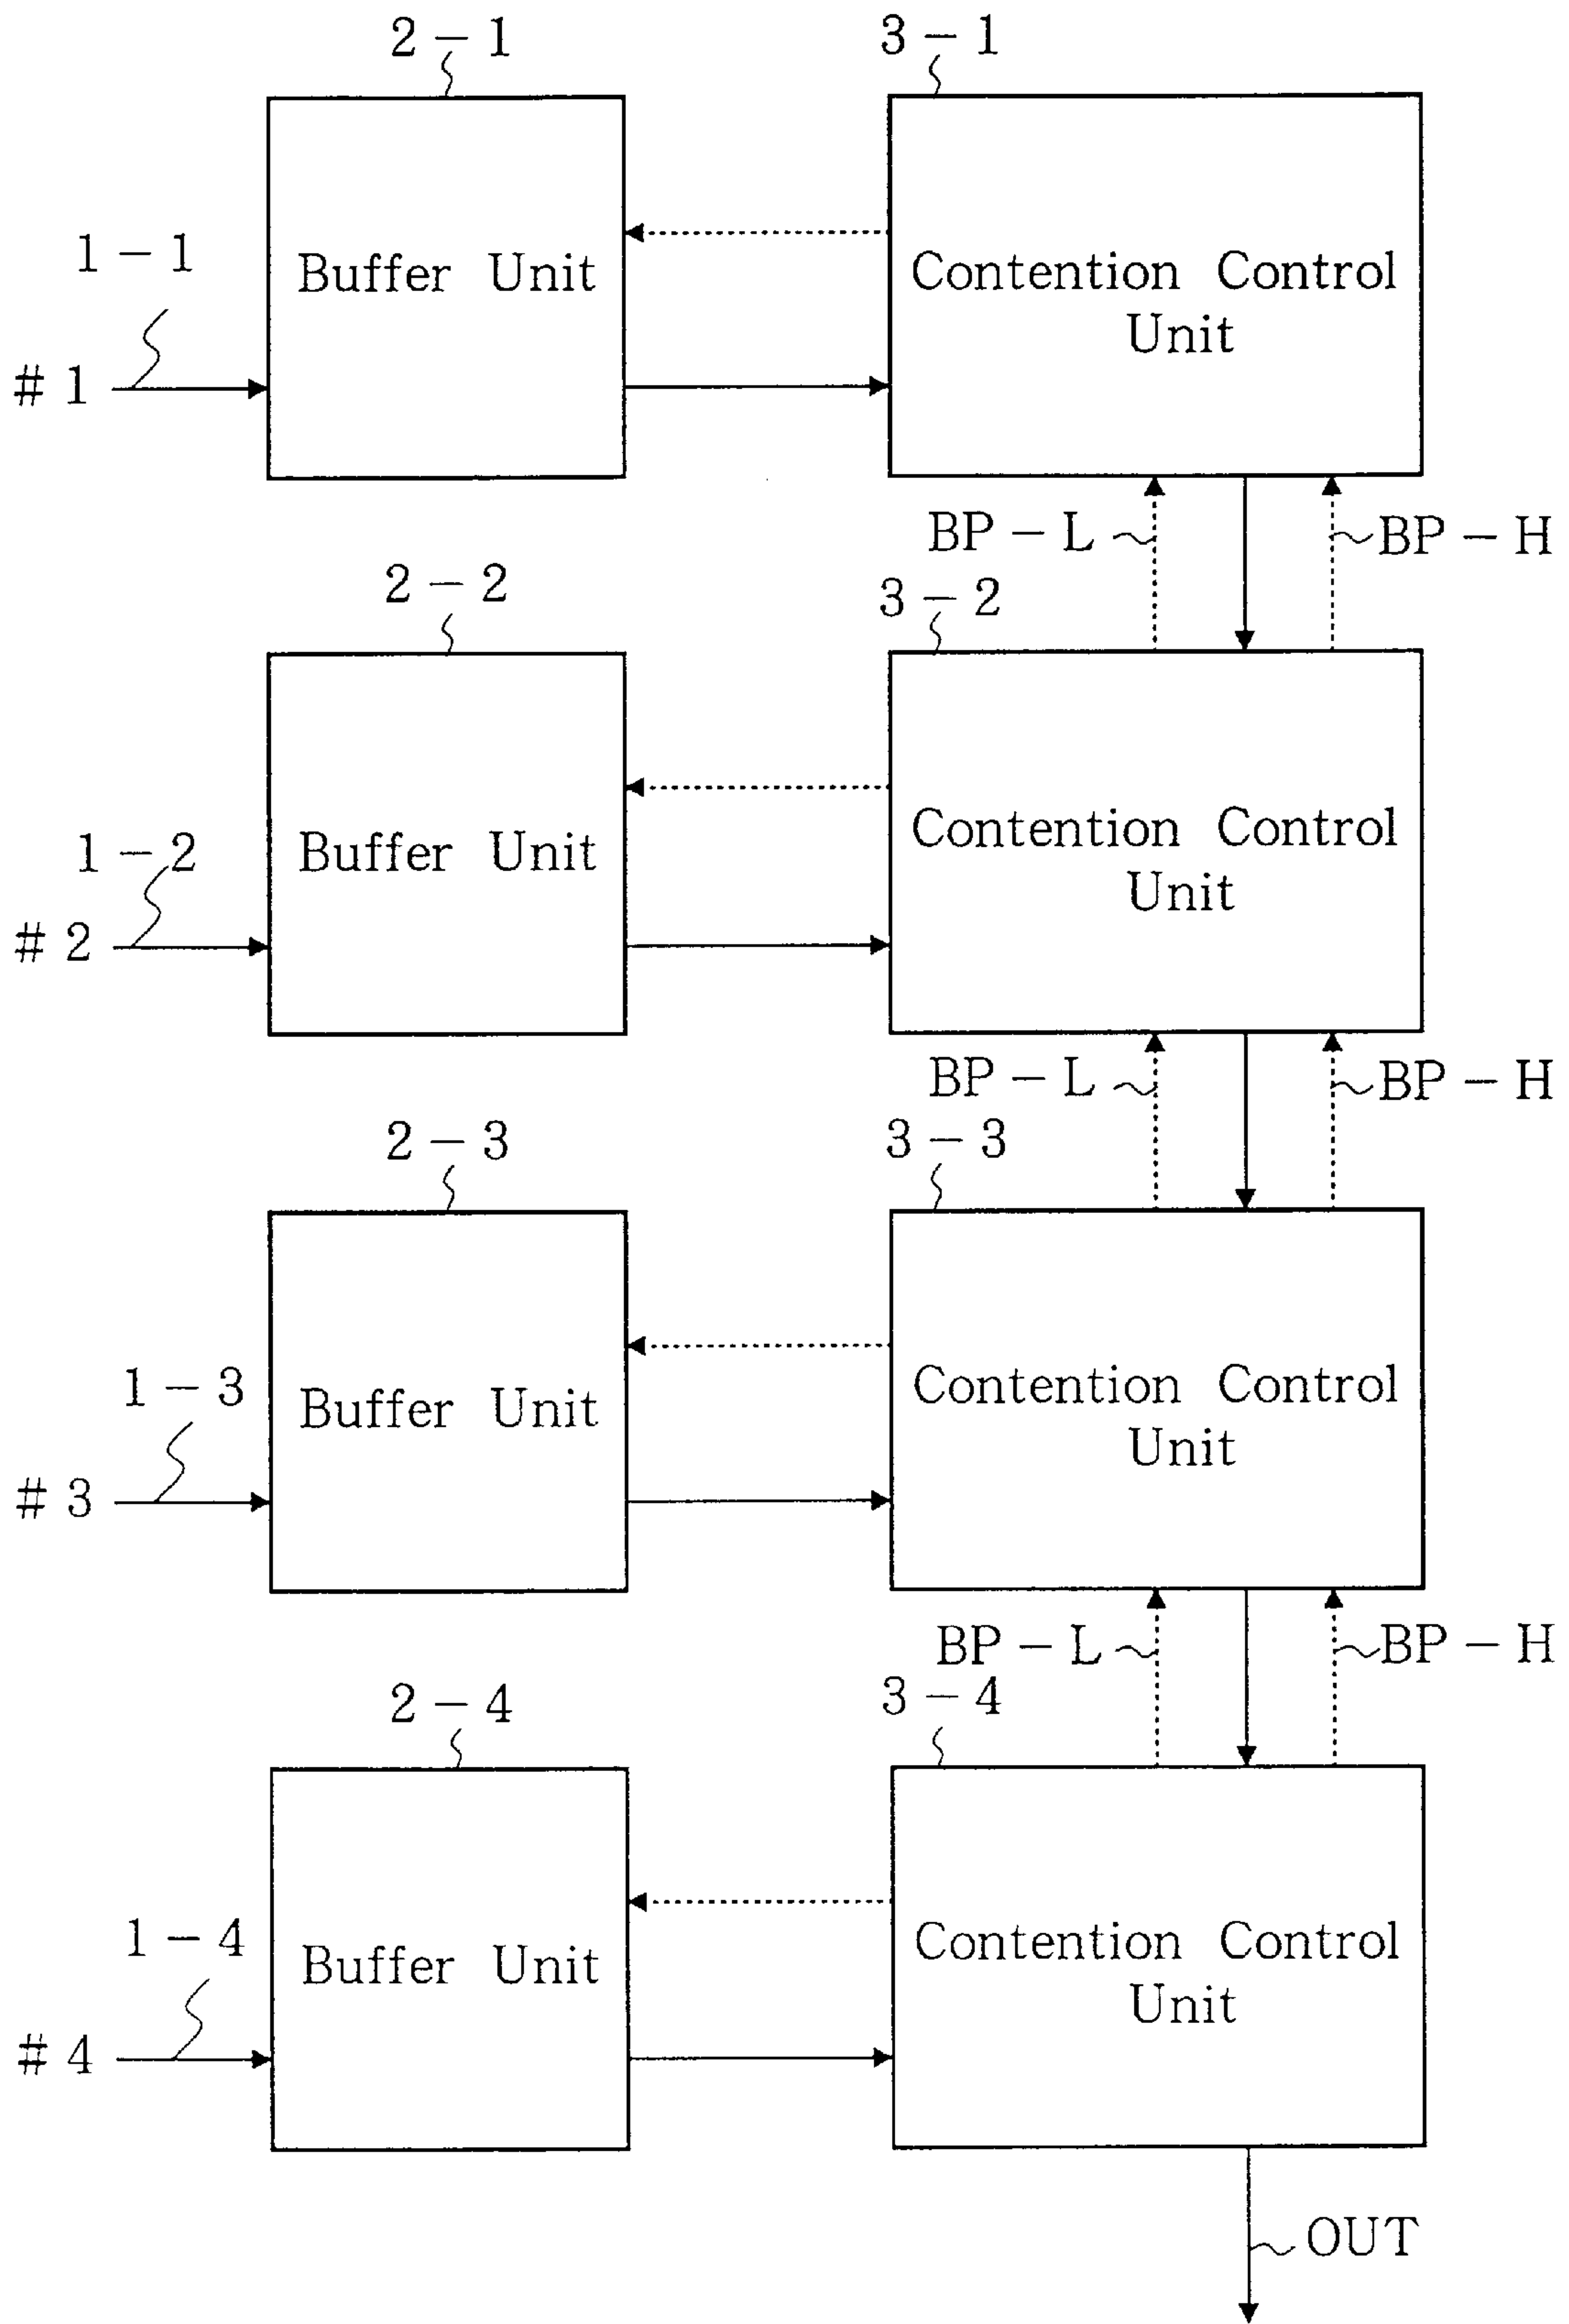 2-1
3-1
1-1
Buffer Unit
Contention Control
Unit
#1
BP-L
BP-H
2-2
3-2
1-2
Buffer Unit
Contention Control
Unit
#2
BP-L
BP-H
2-3
3-3
1-3
Buffer Unit
Contention Control
Unit
#3
BP-L
BP-H
2-4
3-4
1-4
Buffer Unit
Contention Control
Unit
#4
OUT